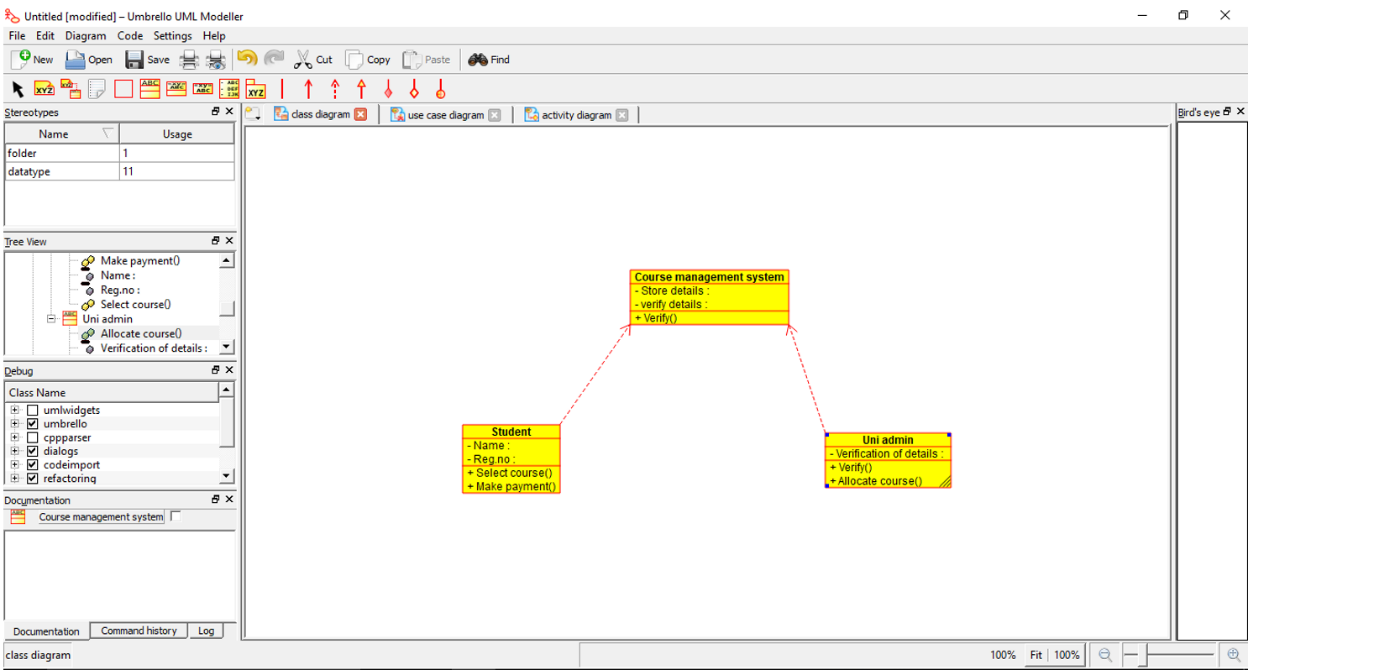 Untitled [modified] – Umbrello UML Modeller
File Edit Diagram Code Settings Help
New Open Save Cut Copy Paste Find
XYZ ABC XYZ
Stereotypes
Name Usage
folder 1
datatype 11
Tree View
Make payment()
Name :
Reg.no :
Select course()
Uni admin
Allocate course()
Verification of details :
Debug
Class Name
umlwidgets
umbrello
cppparser
dialogs
codeimport
refactoring
Documentation
Course management system
Documentation Command history Log
class diagram use case diagram activity diagram
Course management system
- Store details :
- verify details :
+ Verify()
Student
- Name :
- Reg.no :
+ Select course()
+ Make payment()
Uni admin
- Verification of details :
+ Verify()
+ Allocate course()
Bird's eye
class diagram
100% Fit 100%